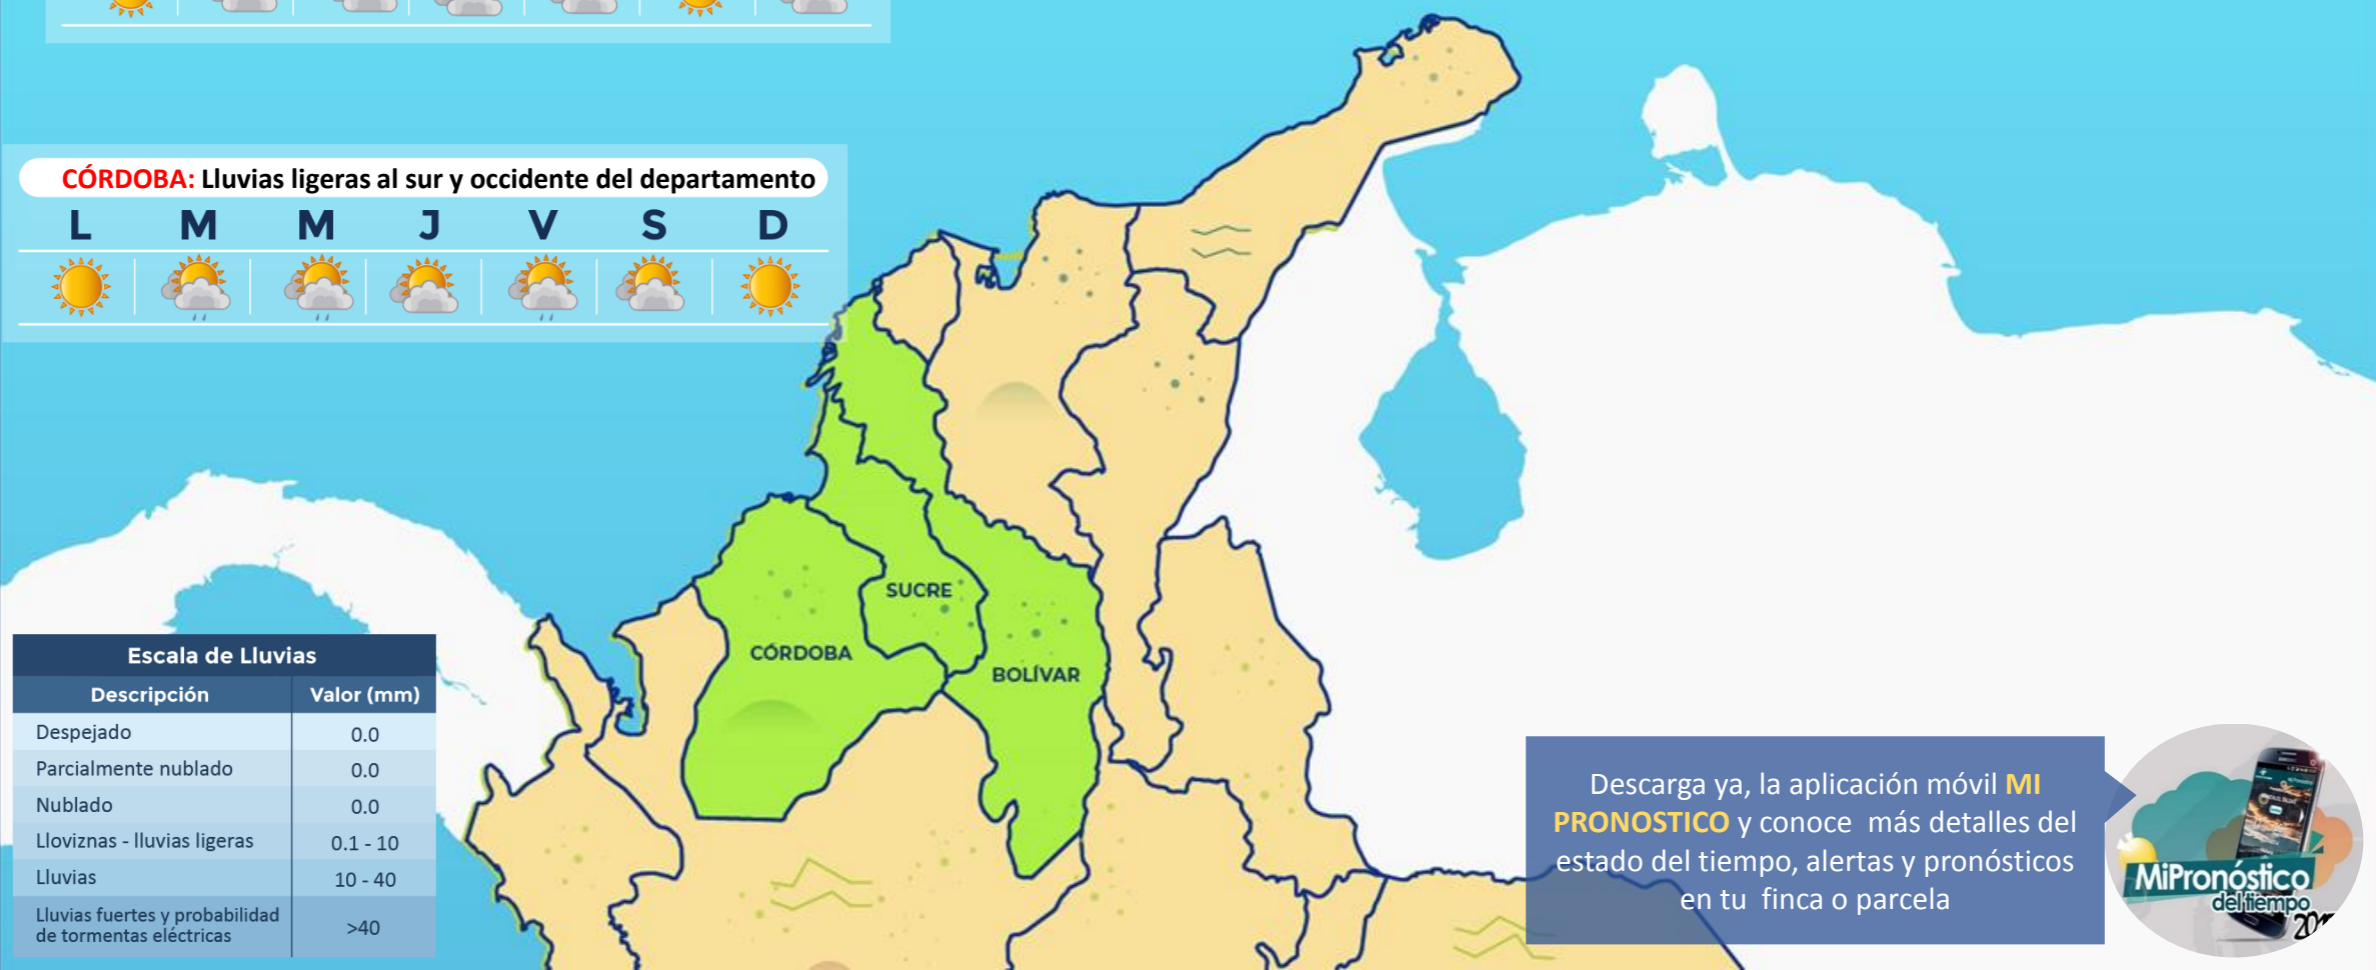 CÓRDOBA: Lluvias ligeras al sur y occidente del departamento
L M M J V S D
SUCRE
CÓRDOBA
BOLÍVAR
Escala de Lluvias
Descripción Valor (mm)
Despejado 0.0
Parcialmente nublado 0.0
Nublado 0.0
Lloviznas - lluvias ligeras 0.1 - 10
Lluvias 10 - 40
Lluvias fuertes y probabilidad
de tormentas eléctricas >40
Descarga ya, la aplicación móvil MI
PRONOSTICO y conoce más detalles del
estado del tiempo, alertas y pronósticos
en tu finca o parcela
MiPronóstico
del tiempo